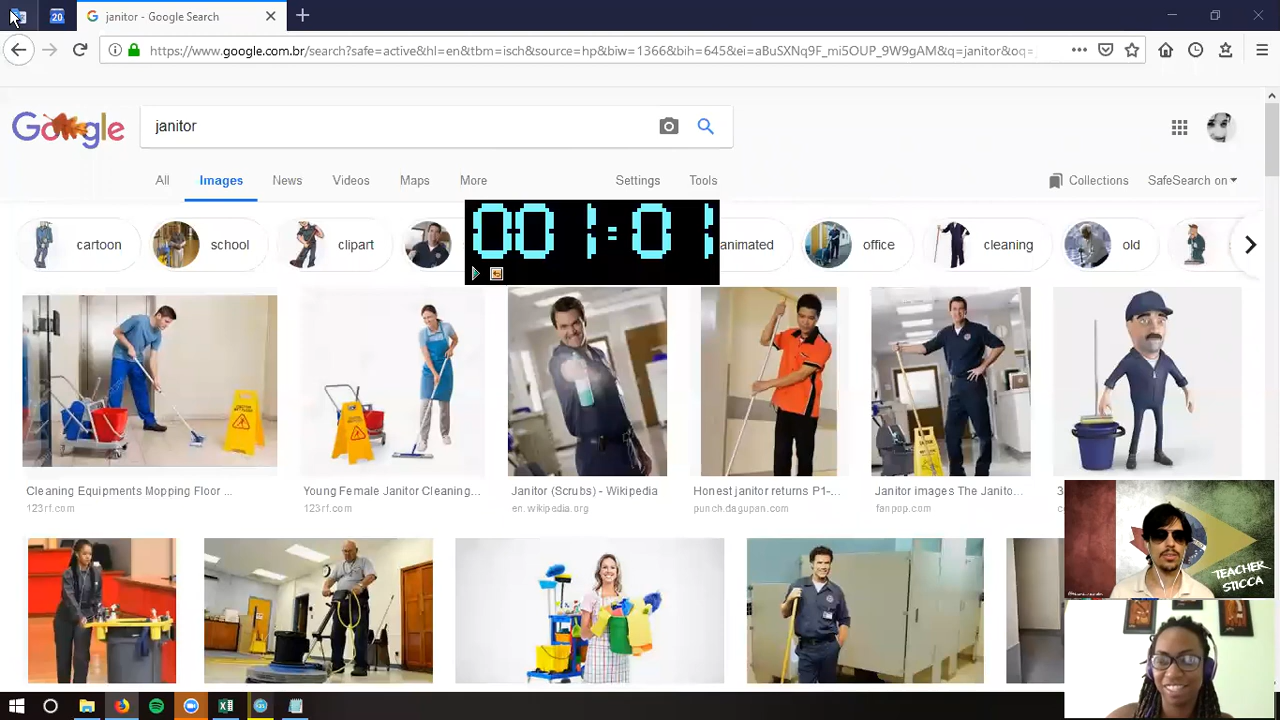 20
janitor - Google Search
https://www.google.com.br/search?safe=active&hl=en&tbm=isch&source=hp&biw=1366&bih=645&ei=aBuSXNq9F_mi5OUP_9W9gAM&q=janitor&oq=
Google
janitor
All Images News Videos Maps More Settings Tools
Collections SafeSearch on
cartoon school clipart animated office cleaning old
001:01
Cleaning Equipments Mopping Floor ... Young Female Janitor Cleaning... Janitor (Scrubs) - Wikipedia Honest janitor returns P1-... Janitor images The Janito...
123rf.com 123rf.com en.wikipedia.org punch.dagupan.com fanpop.com
TEACHER
STICCA